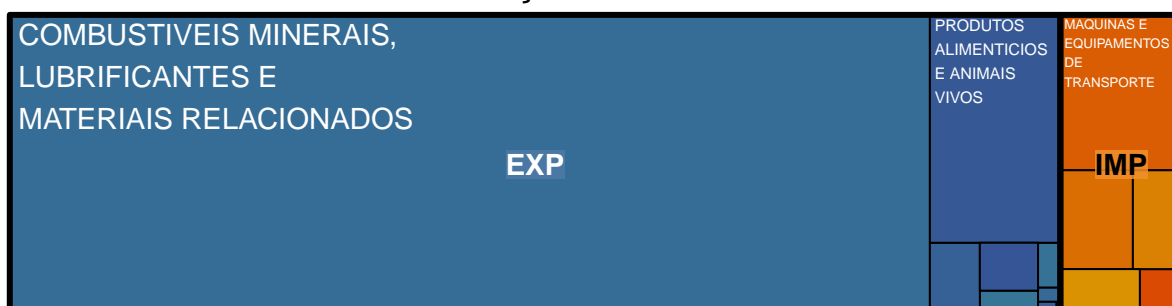 COMBUSTIVEIS MINERAIS,
LUBRIFICANTES E
MATERIAIS RELACIONADOS
EXP
PRODUTOS
ALIMENTICIOS
E ANIMAIS
VIVOS
MAQUINAS E
EQUIPAMENTOS
DE
TRANSPORTE
IMP